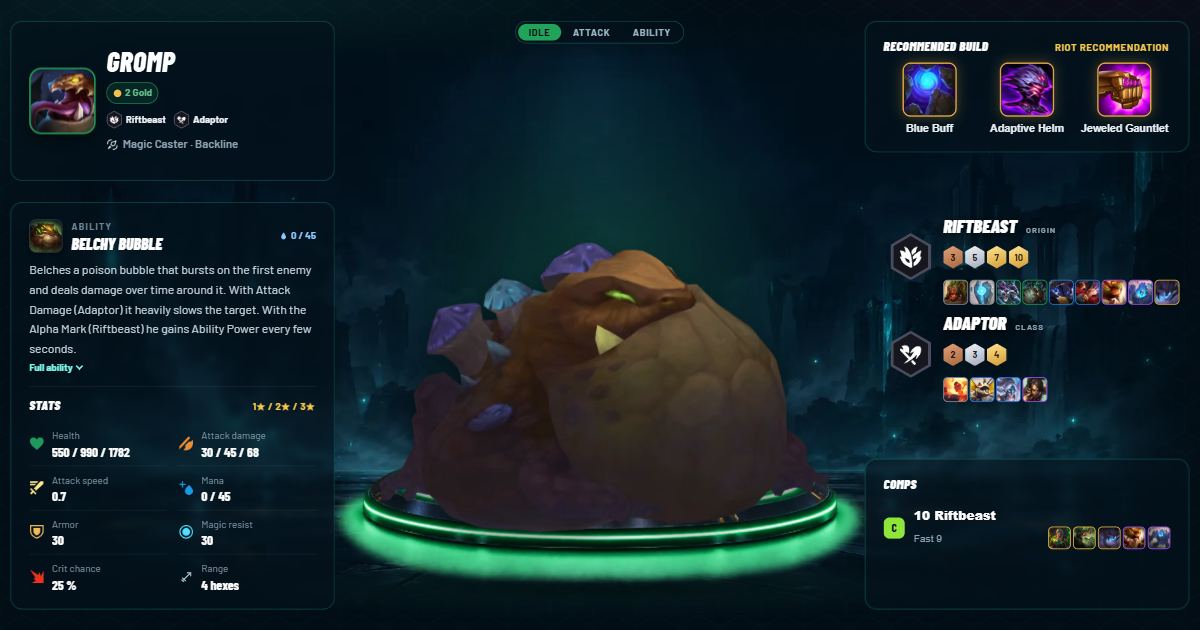 IDLE
ATTACK
ABILITY
GROMP
2 Gold
Riftbeast
Adaptor
Magic Caster · Backline
ABILITY
BELCHY BUBBLE
0 / 45
Belches a poison bubble that bursts on the first enemy
and deals damage over time around it. With Attack
Damage (Adaptor) it heavily slows the target. With the
Alpha Mark (Riftbeast) he gains Ability Power every few
seconds.
Full ability
STATS
1★ / 2★ / 3★
Health
550 / 990 / 1782
Attack damage
30 / 45 / 68
Attack speed
0.7
Mana
0 / 45
Armor
30
Magic resist
30
Crit chance
25 %
Range
4 hexes
RECOMMENDED BUILD
RIOT RECOMMENDATION
Blue Buff
Adaptive Helm
Jeweled Gauntlet
RIFTBEAST ORIGIN
3 5 7 10
ADAPTOR CLASS
2 3 4
COMPS
C
10 Riftbeast
Fast 9